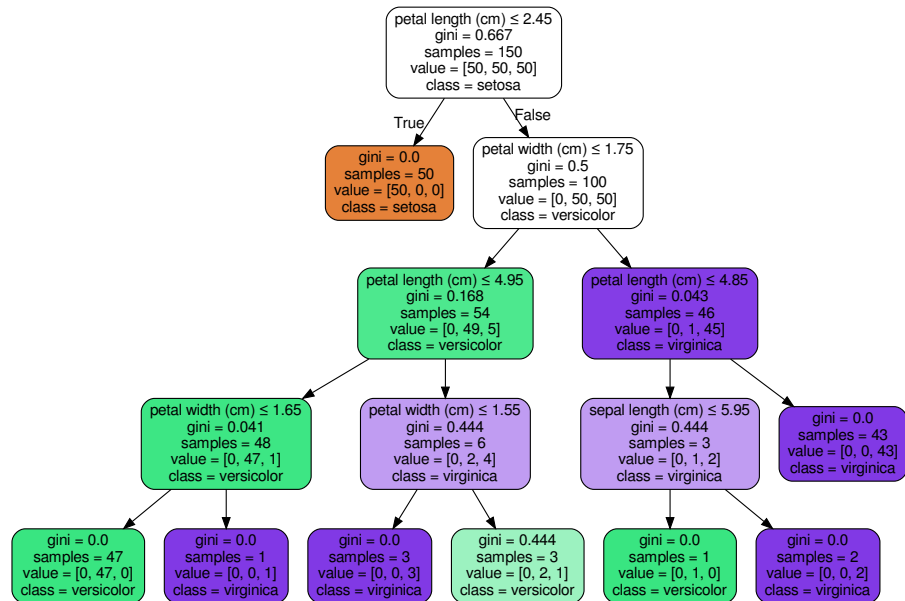 petal length (cm) ≤ 2.45
gini = 0.667
samples = 150
value = [50, 50, 50]
class = setosa
True
False
gini = 0.0
samples = 50
value = [50, 0, 0]
class = setosa
petal width (cm) ≤ 1.75
gini = 0.5
samples = 100
value = [0, 50, 50]
class = versicolor
petal length (cm) ≤ 4.95
gini = 0.168
samples = 54
value = [0, 49, 5]
class = versicolor
petal length (cm) ≤ 4.85
gini = 0.043
samples = 46
value = [0, 1, 45]
class = virginica
petal width (cm) ≤ 1.65
gini = 0.041
samples = 48
value = [0, 47, 1]
class = versicolor
petal width (cm) ≤ 1.55
gini = 0.444
samples = 6
value = [0, 2, 4]
class = virginica
sepal length (cm) ≤ 5.95
gini = 0.444
samples = 3
value = [0, 1, 2]
class = virginica
gini = 0.0
samples = 43
value = [0, 0, 43]
class = virginica
gini = 0.0
samples = 47
value = [0, 47, 0]
class = versicolor
gini = 0.0
samples = 1
value = [0, 0, 1]
class = virginica
gini = 0.0
samples = 3
value = [0, 0, 3]
class = virginica
gini = 0.444
samples = 3
value = [0, 2, 1]
class = versicolor
gini = 0.0
samples = 1
value = [0, 1, 0]
class = versicolor
gini = 0.0
samples = 2
value = [0, 0, 2]
class = virginica